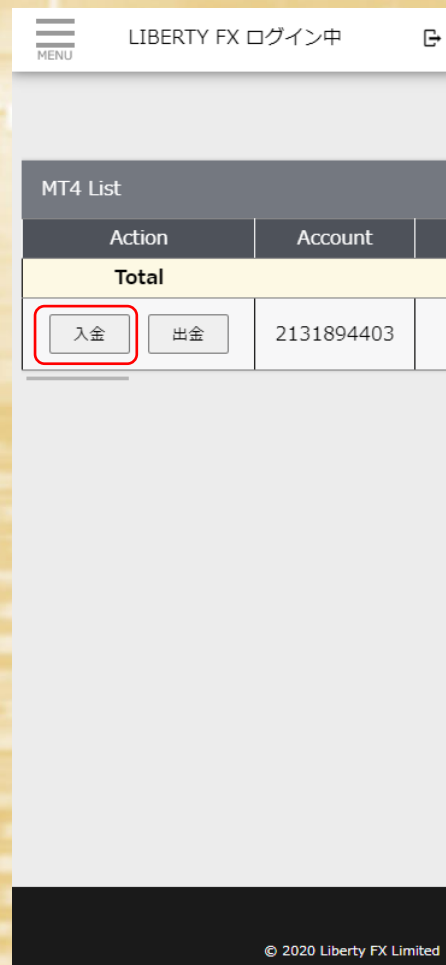 MENU
LIBERTY FX ログイン中
MT4 List
Action Account
Total
入金 出金 2131894403
© 2020 Liberty FX Limited